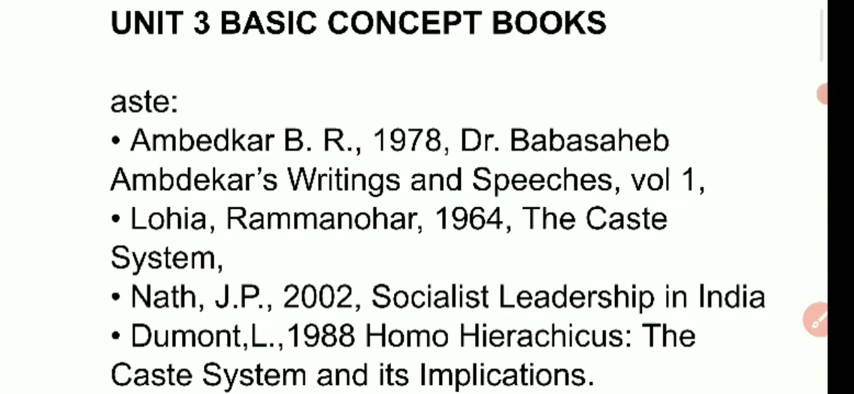 UNIT 3 BASIC CONCEPT BOOKS
aste:
• Ambedkar B. R., 1978, Dr. Babasaheb
Ambdekar’s Writings and Speeches, vol 1,
• Lohia, Rammanohar, 1964, The Caste
System,
• Nath, J.P., 2002, Socialist Leadership in India
• Dumont,L.,1988 Homo Hierachicus: The
Caste System and its Implications.